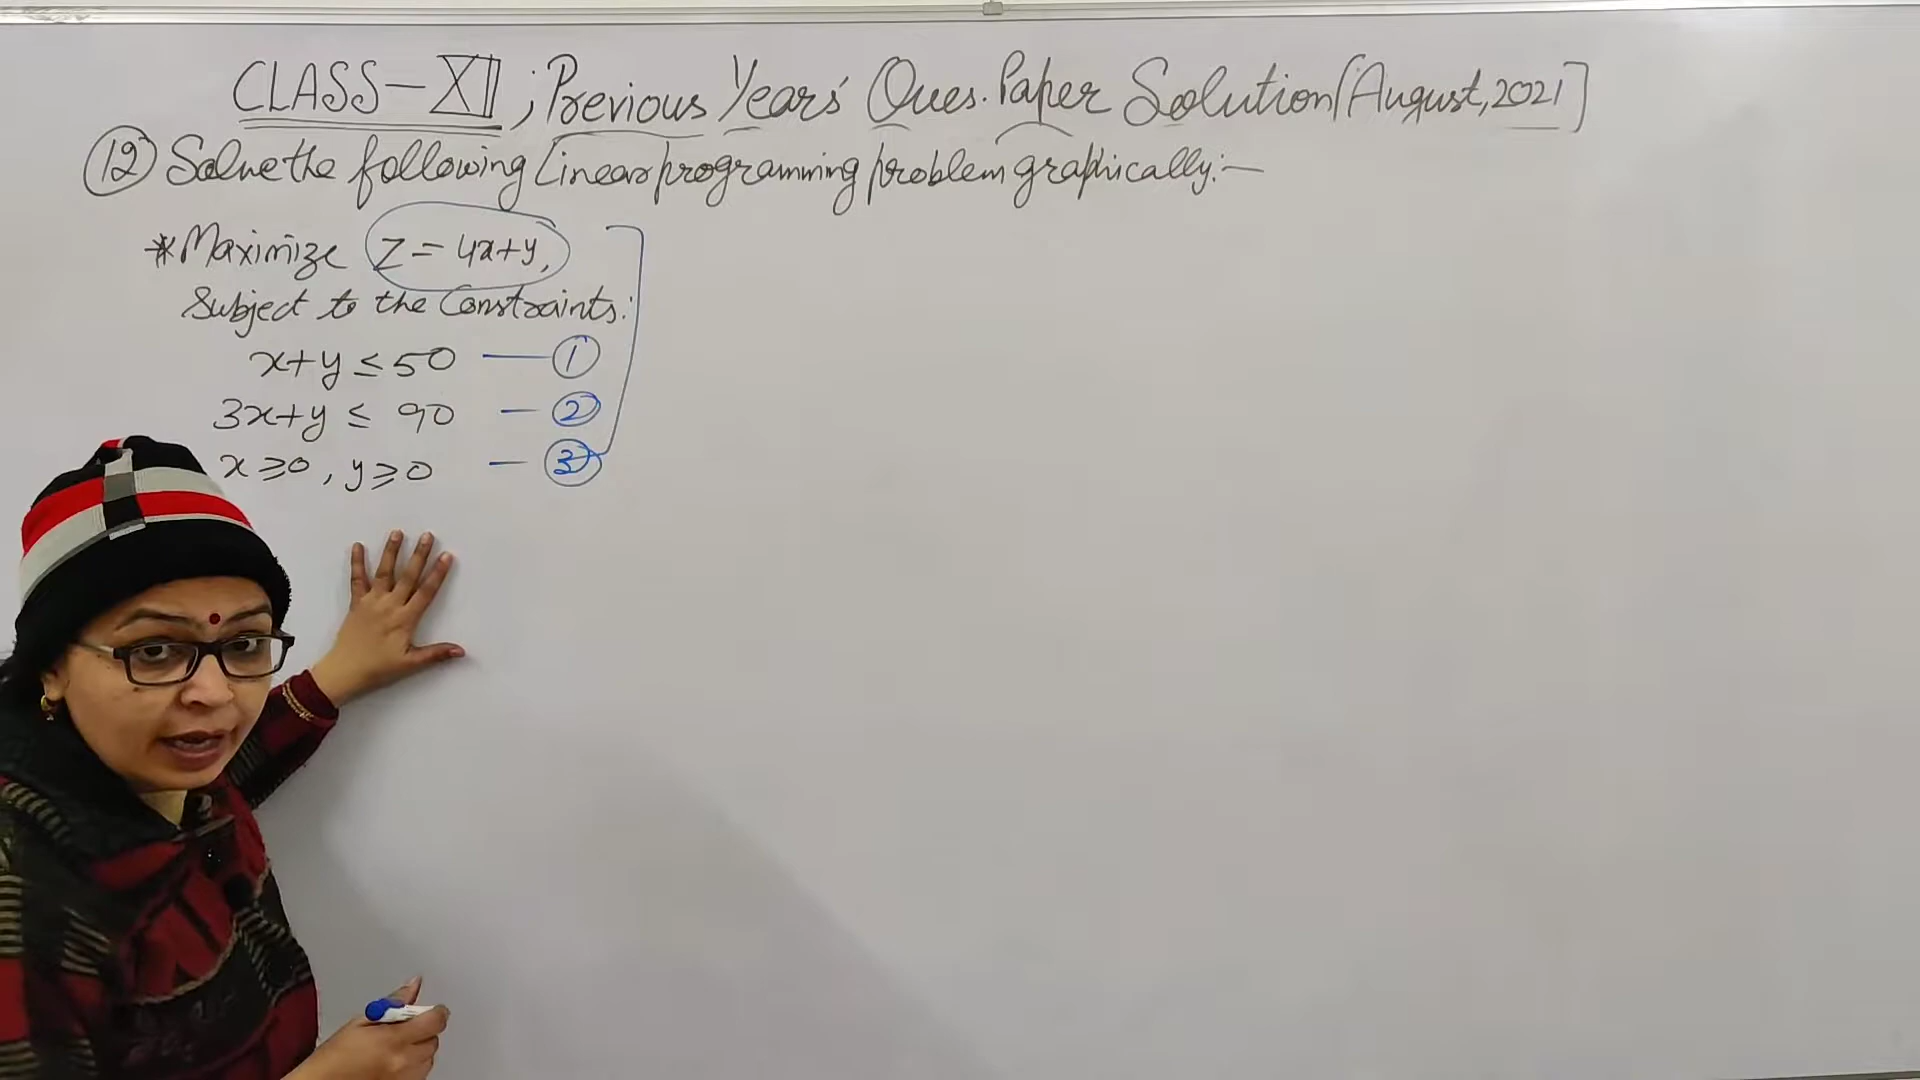 CLASS-XII ; Previous Years' Ques. Paper Solution [August, 2021]
12 Solve the following Linear programming problem graphically:-
*Maximize Z = 4x+y,
Subject to the Constraints:
x+y ≤ 50 — 1
3x+y ≤ 90 — 2
x ≥ 0, y ≥ 0 — 3